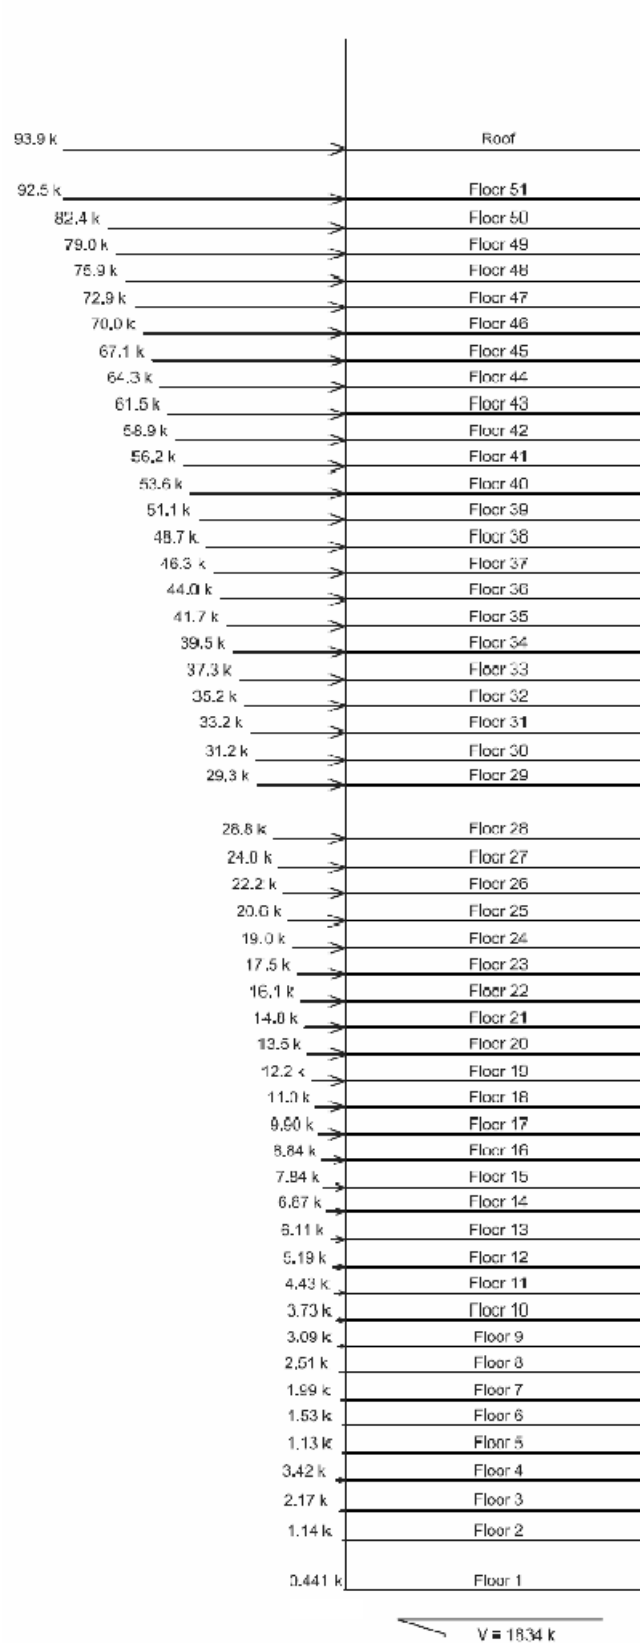 93.9 k Roof
92.5 k Floor 51
82.4 k Floor 50
79.0 k Floor 49
75.9 k Floor 48
72.9 k Floor 47
70.0 k Floor 46
67.1 k Floor 45
64.3 k Floor 44
61.5 k Floor 43
58.9 k Floor 42
56.2 k Floor 41
53.6 k Floor 40
51.1 k Floor 39
48.7 k Floor 38
46.3 k Floor 37
44.0 k Floor 36
41.7 k Floor 35
39.5 k Floor 34
37.3 k Floor 33
35.2 k Floor 32
33.2 k Floor 31
31.2 k Floor 30
29.3 k Floor 29
28.8 k Floor 28
24.0 k Floor 27
22.2 k Floor 26
20.6 k Floor 25
19.0 k Floor 24
17.5 k Floor 23
16.1 k Floor 22
14.8 k Floor 21
13.5 k Floor 20
12.2 k Floor 19
11.0 k Floor 18
9.90 k Floor 17
8.84 k Floor 16
7.84 k Floor 15
6.87 k Floor 14
6.11 k Floor 13
5.19 k Floor 12
4.43 k Floor 11
3.73 k Floor 10
3.09 k Floor 9
2.51 k Floor 8
1.99 k Floor 7
1.53 k Floor 6
1.13 k Floor 5
3.42 k Floor 4
2.17 k Floor 3
1.14 k Floor 2
0.441 k Floor 1
V = 1834 k